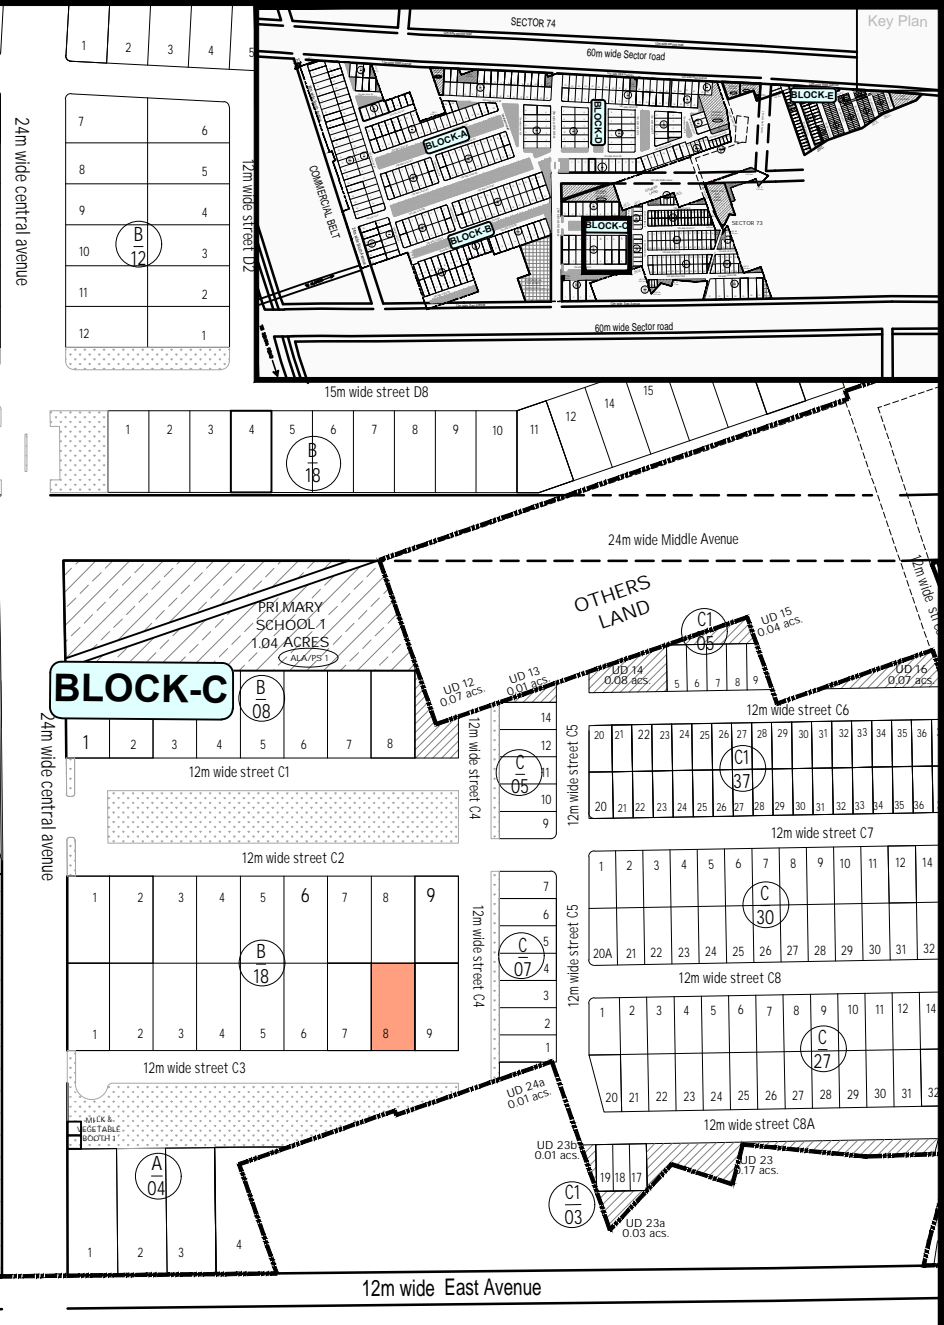 Key Plan
SECTOR 74
60m wide Sector road
BLOCK-E
BLOCK-A
BLOCK-D
COMMERCIAL BELT
BLOCK-B
BLOCK-C
SECTOR 73
60m wide Sector road
1 2 3 4 5
24m wide central avenue
12m wide street D2
7 6
8 5
9 4
B
12
10 3
11 2
12 1
15m wide street D8
1 2 3 4 5 6 7 8 9 10 11 12 14 15
B
18
24m wide Middle Avenue
12m wide str
OTHERS
LAND
PRIMARY
SCHOOL 1
1.04 ACRES
ALA/PS 1
C1
05
UD 15
0.04 acs.
UD 12
0.07 acs.
UD 13
0.01 acs.
UD 14
0.08 acs.
UD 16
0.07 acs.
5 6 7 8 9
BLOCK-C
B
08
1 2 3 4 5 6 7 8
12m wide street C6
12m wide street C4
12m wide street C5
24m wide central avenue
14
12
11
10
9
C
05
20 21 22 23 24 25 26 27 28 29 30 31 32 33 34 35 36
C1
37
20 21 22 23 24 25 26 27 28 29 30 31 32 33 34 35 36
12m wide street C1
12m wide street C7
12m wide street C2
1 2 3 4 5 6 7 8 9
B
18
1 2 3 4 5 6 7 8 9
12m wide street C4
7
6
5
4
3
2
1
C
07
12m wide street C5
1 2 3 4 5 6 7 8 9 10 11 12 14
C
30
20A 21 22 23 24 25 26 27 28 29 30 31 32
12m wide street C8
1 2 3 4 5 6 7 8 9 10 11 12 14
C
27
20 21 22 23 24 25 26 27 28 29 30 31 32
12m wide street C3
UD 24a
0.01 acs.
12m wide street C8A
MILK &
VEGETABLE
BOOTH 1
A
04
1 2 3 4
UD 23b
0.01 acs.
19 18 17
UD 23
0.17 acs.
C1
03
UD 23a
0.03 acs.
12m wide East Avenue